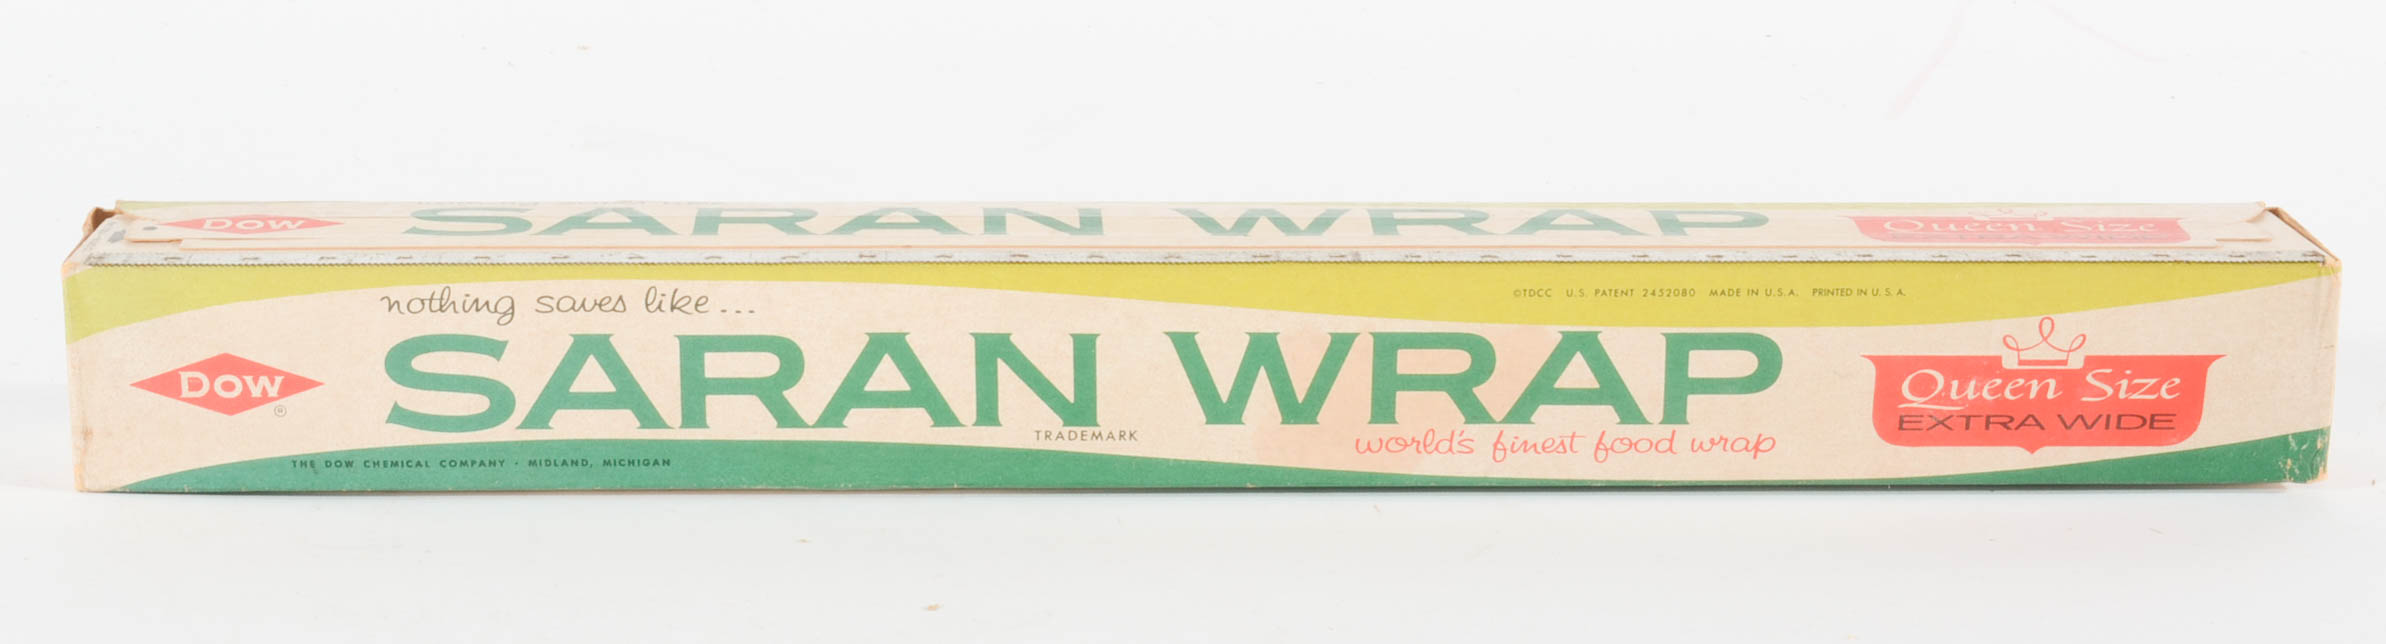 DOW SARAN WRAP Queen Size
nothing saves like...
©TDCC U.S. PATENT 2452080 MADE IN U.S.A. PRINTED IN U.S.A.
DOW
®
SARAN WRAP
TRADEMARK
world's finest food wrap
Queen Size
EXTRA WIDE
THE DOW CHEMICAL COMPANY · MIDLAND, MICHIGAN